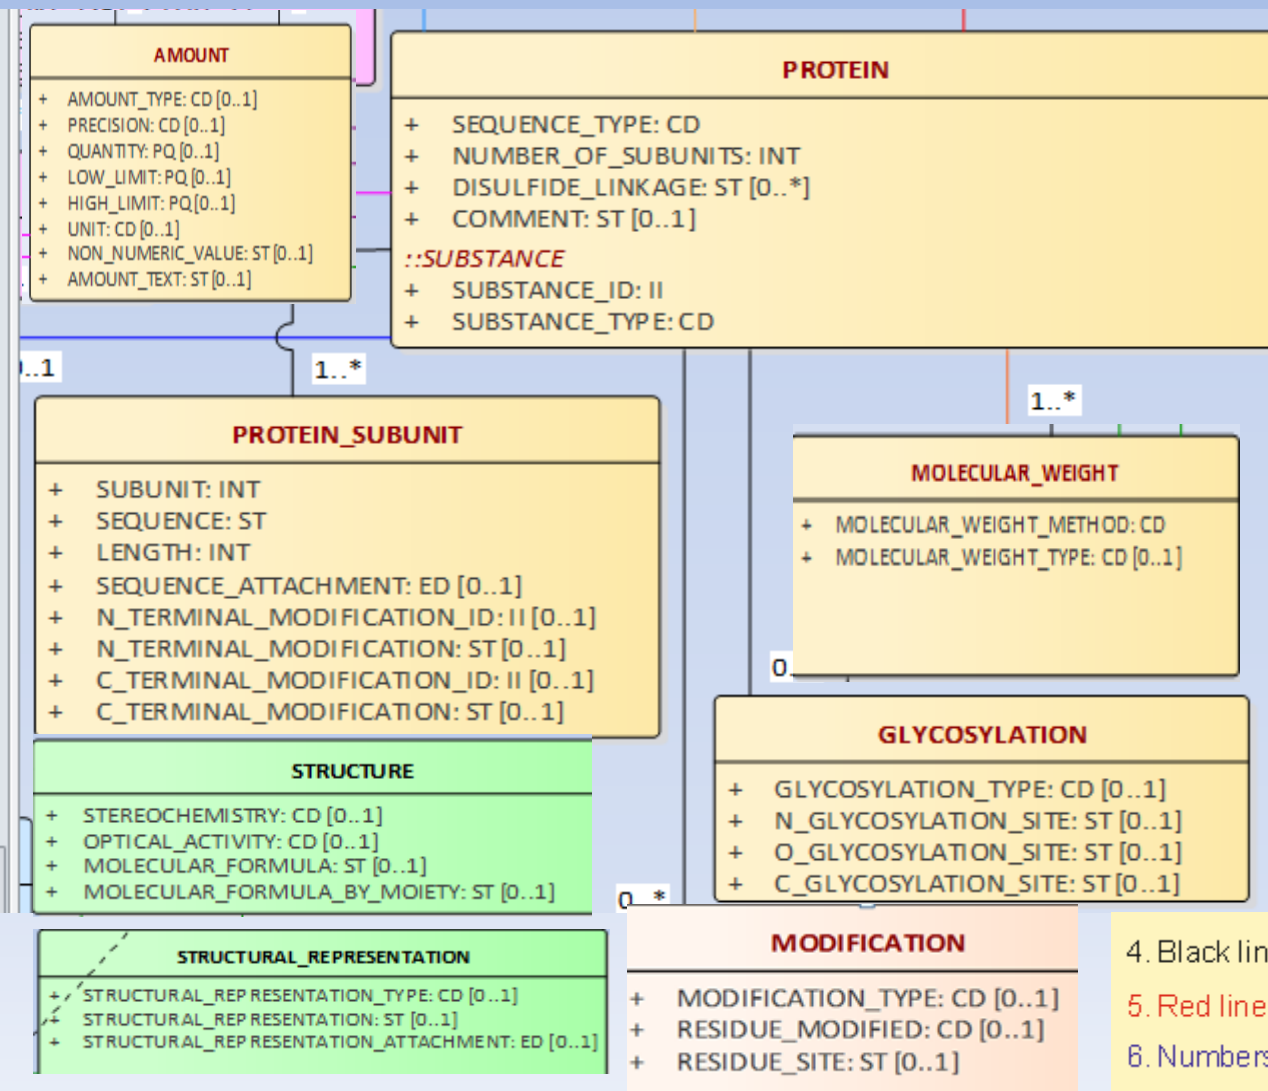 AMOUNT
+ AMOUNT_TYPE: CD [0..1]
+ PRECISION: CD [0..1]
+ QUANTITY: PQ [0..1]
+ LOW_LIMIT: PQ [0..1]
+ HIGH_LIMIT: PQ [0..1]
+ UNIT: CD [0..1]
+ NON_NUMERIC_VALUE: ST [0..1]
+ AMOUNT_TEXT: ST [0..1]
PROTEIN
+ SEQUENCE_TYPE: CD
+ NUMBER_OF_SUBUNITS: INT
+ DISULFIDE_LINKAGE: ST [0..*]
+ COMMENT: ST [0..1]
::SUBSTANCE
+ SUBSTANCE_ID: II
+ SUBSTANCE_TYPE: CD
..1
1..*
1..*
PROTEIN_SUBUNIT
+ SUBUNIT: INT
+ SEQUENCE: ST
+ LENGTH: INT
+ SEQUENCE_ATTACHMENT: ED [0..1]
+ N_TERMINAL_MODIFICATION_ID: II [0..1]
+ N_TERMINAL_MODIFICATION: ST [0..1]
+ C_TERMINAL_MODIFICATION_ID: II [0..1]
+ C_TERMINAL_MODIFICATION: ST [0..1]
MOLECULAR_WEIGHT
+ MOLECULAR_WEIGHT_METHOD: CD
+ MOLECULAR_WEIGHT_TYPE: CD [0..1]
0.
GLYCOSYLATION
+ GLYCOSYLATION_TYPE: CD [0..1]
+ N_GLYCOSYLATION_SITE: ST [0..1]
+ O_GLYCOSYLATION_SITE: ST [0..1]
+ C_GLYCOSYLATION_SITE: ST [0..1]
STRUCTURE
+ STEREOCHEMISTRY: CD [0..1]
+ OPTICAL_ACTIVITY: CD [0..1]
+ MOLECULAR_FORMULA: ST [0..1]
+ MOLECULAR_FORMULA_BY_MOIETY: ST [0..1]
0..*
STRUCTURAL_REPRESENTATION
+ STRUCTURAL_REPRESENTATION_TYPE: CD [0..1]
+ STRUCTURAL_REPRESENTATION: ST [0..1]
+ STRUCTURAL_REPRESENTATION_ATTACHMENT: ED [0..1]
MODIFICATION
+ MODIFICATION_TYPE: CD [0..1]
+ RESIDUE_MODIFIED: CD [0..1]
+ RESIDUE_SITE: ST [0..1]
4. Black lin
5. Red line
6. Numbers